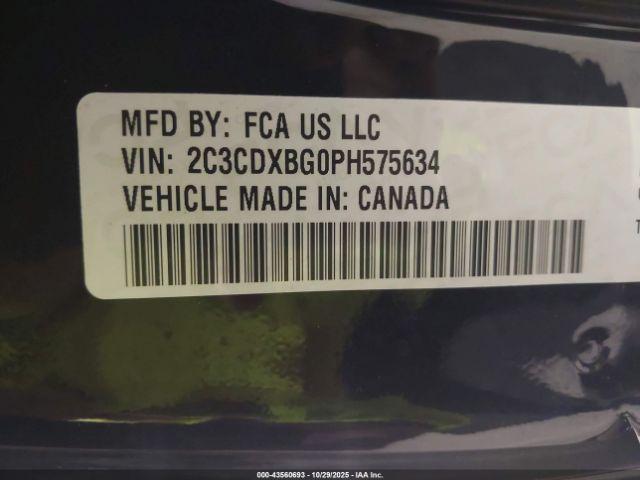 MFD BY: FCA US LLC
VIN: 2C3CDXBG0PH575634
VEHICLE MADE IN: CANADA
000-43560693 • 10/29/2025 • IAA Inc.